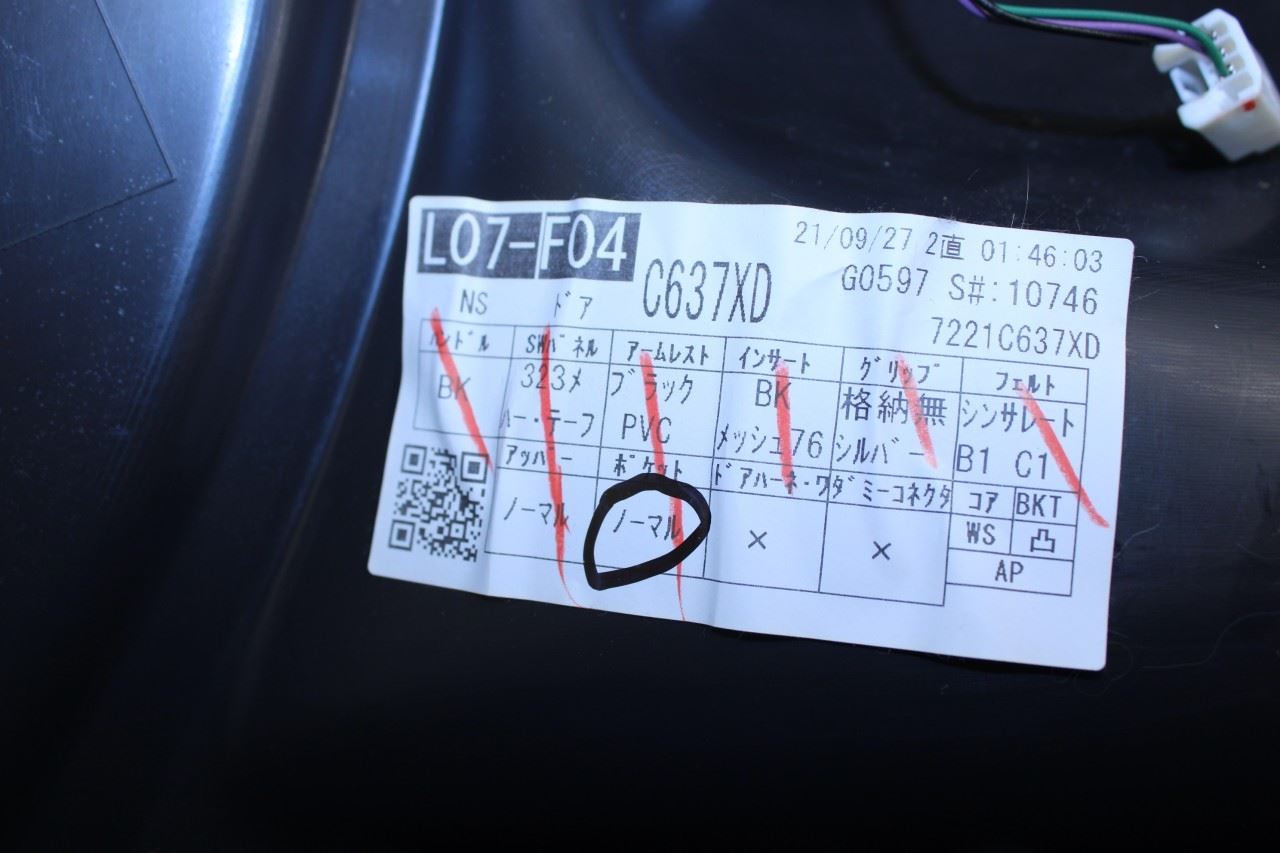 L07-F04
C637XD
21/09/27 2直 01:46:03
G0597 S#:10746
7221C637XD
NS ドア
ハンドル SWパネル アームレスト インサート グリップ フェルト
BK 323メ ブラック BK 格納無 シンサレート
ハー・テーフ PVC メッシュ76 シルバー B1 C1
アッパー ポケット ドアハーネ・ワ ダミーコネクタ コア BKT
ノーマル ノーマル × × WS 凸
AP